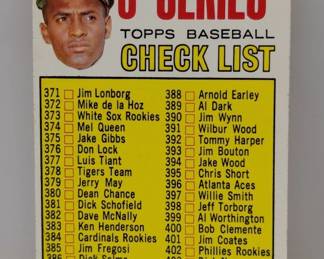 SERIES
TOPPS BASEBALL
CHECK LIST
371 Jim Lonborg
372 Mike de la Hoz
373 White Sox Rookies
374 Mel Queen
375 Jake Gibbs
376 Don Lock
377 Luis Tiant
378 Tigers Team
379 Jerry May
380 Dean Chance
381 Dick Schofield
382 Dave McNally
383 Ken Henderson
384 Cardinals Rookies
385 Jim Fregosi
386 Dick Selma
388 Arnold Earley
389 Al Dark
390 Jim Wynn
391 Wilbur Wood
392 Tommy Harper
393 Jim Bouton
394 Jake Wood
395 Chris Short
396 Atlanta Aces
397 Willie Smith
398 Jeff Torborg
399 Al Worthington
400 Bob Clemente
401 Jim Coates
402 Phillies Rookies